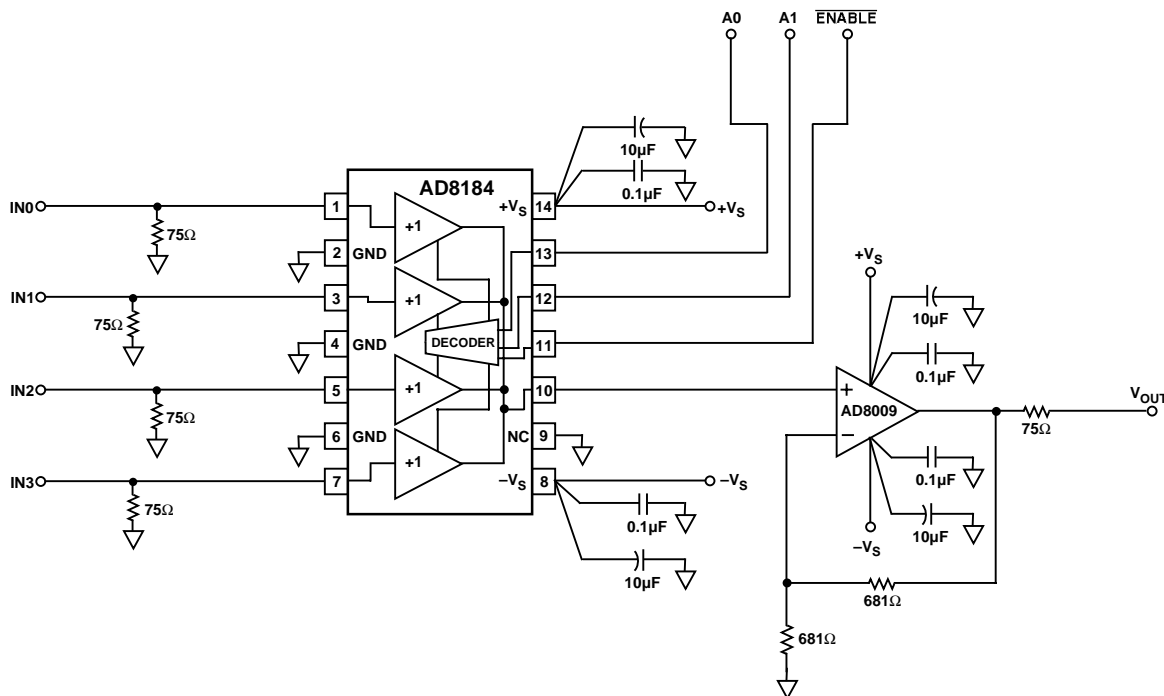 A0 A1 ENABLE
10µF
0.1µF
AD8184
+VS 14 +VS
IN0 1 +1
75Ω
2 GND 13
IN1 3 +1 12
75Ω
DECODER 11
4 GND
IN2 5 +1 10
75Ω
6 GND NC 9
+1
IN3 7 –VS 8 –VS
75Ω
0.1µF
10µF
+VS
10µF
0.1µF
+
AD8009
–
VOUT
75Ω
0.1µF
10µF
–VS
681Ω
681Ω